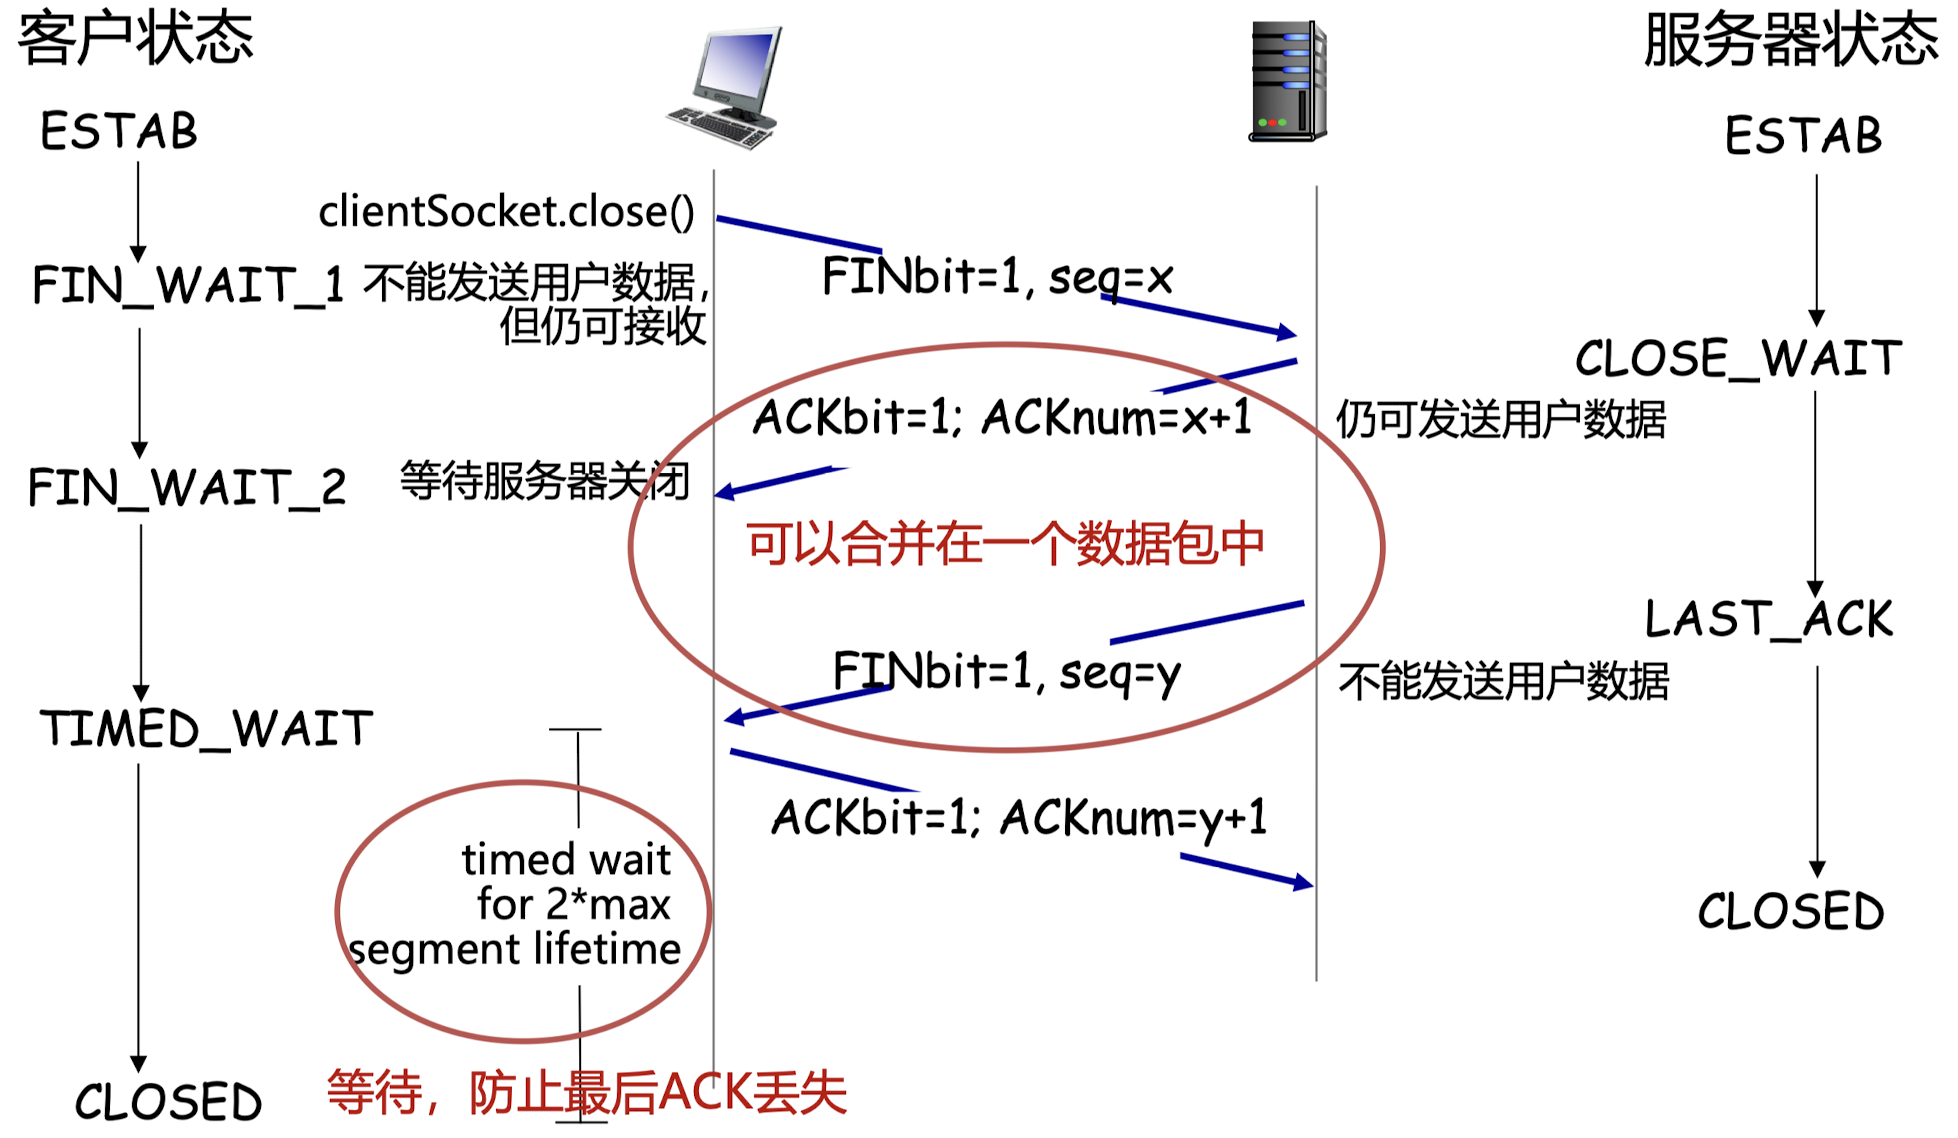 客户状态
服务器状态
ESTAB
ESTAB
clientSocket.close()
FINbit=1, seq=x
FIN_WAIT_1
不能发送用户数据，
但仍可接收
CLOSE_WAIT
ACKbit=1; ACKnum=x+1
仍可发送用户数据
FIN_WAIT_2
等待服务器关闭
可以合并在一个数据包中
LAST_ACK
FINbit=1, seq=y
不能发送用户数据
TIMED_WAIT
ACKbit=1; ACKnum=y+1
timed wait
for 2*max
segment lifetime
CLOSED
CLOSED
等待，防止最后ACK丢失